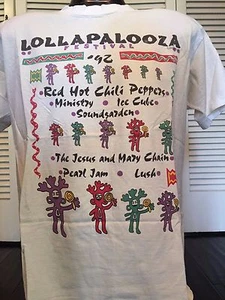 LOLLAPALOOZA
FESTIVAL
'92
Red Hot Chili Peppers
Ministry Ice Cube
Soundgarden
The Jesus and Mary Chain
Pearl Jam Lush